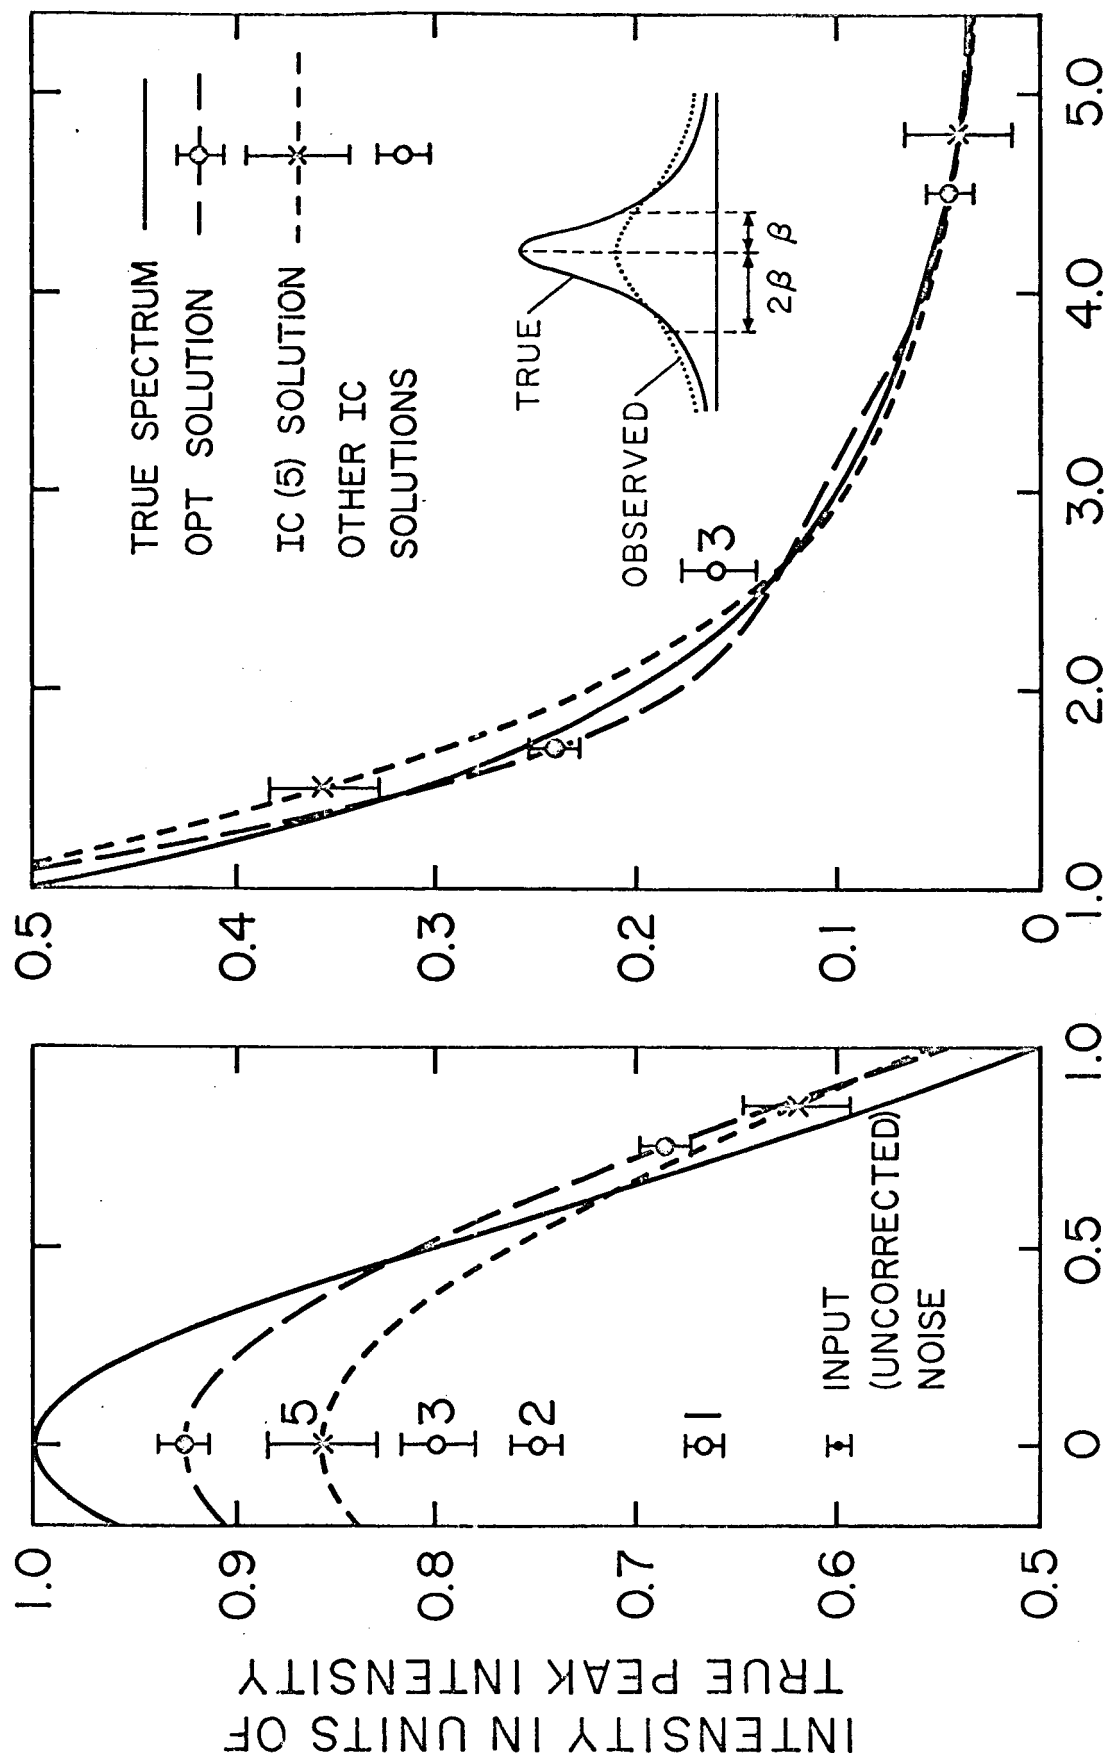 INTENSITY IN UNITS OF
TRUE PEAK INTENSITY
1.0
0.9
0.8
0.7
0.6
0.5
5
3
2
1
INPUT
(UNCORRECTED)
NOISE
0
0.5
1.0
0.5
0.4
0.3
0.2
0.1
0
TRUE SPECTRUM
OPT SOLUTION
IC (5) SOLUTION
OTHER IC
SOLUTIONS
TRUE
OBSERVED
2β
β
3
1.0
2.0
3.0
4.0
5.0